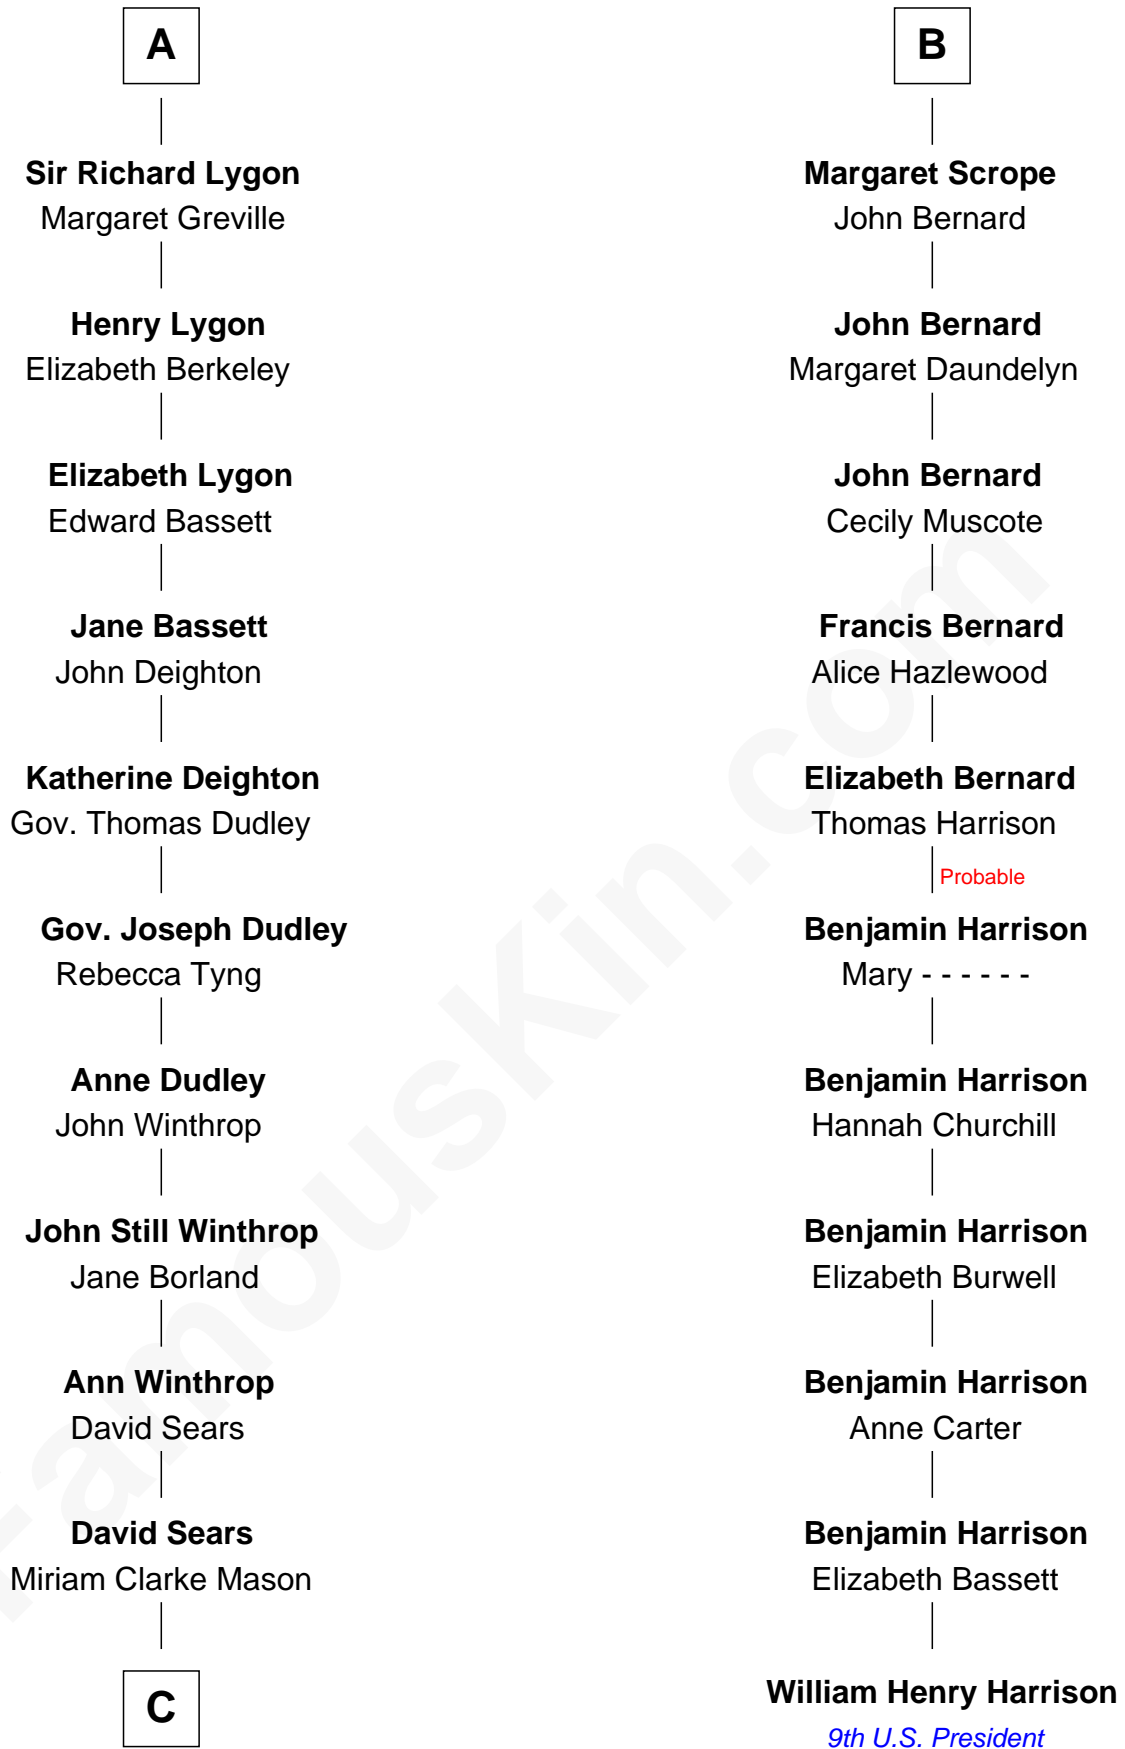 A
Sir Richard Lygon
Margaret Greville
Henry Lygon
Elizabeth Berkeley
Elizabeth Lygon
Edward Bassett
Jane Bassett
John Deighton
Katherine Deighton
Gov. Thomas Dudley
Gov. Joseph Dudley
Rebecca Tyng
Anne Dudley
John Winthrop
John Still Winthrop
Jane Borland
Ann Winthrop
David Sears
David Sears
Miriam Clarke Mason
C
B
Margaret Scrope
John Bernard
John Bernard
Margaret Daundelyn
John Bernard
Cecily Muscote
Francis Bernard
Alice Hazlewood
Elizabeth Bernard
Thomas Harrison
Probable
Benjamin Harrison
Mary - - - - - -
Benjamin Harrison
Hannah Churchill
Benjamin Harrison
Elizabeth Burwell
Benjamin Harrison
Anne Carter
Benjamin Harrison
Elizabeth Bassett
William Henry Harrison
9th U.S. President
FamousKin.com